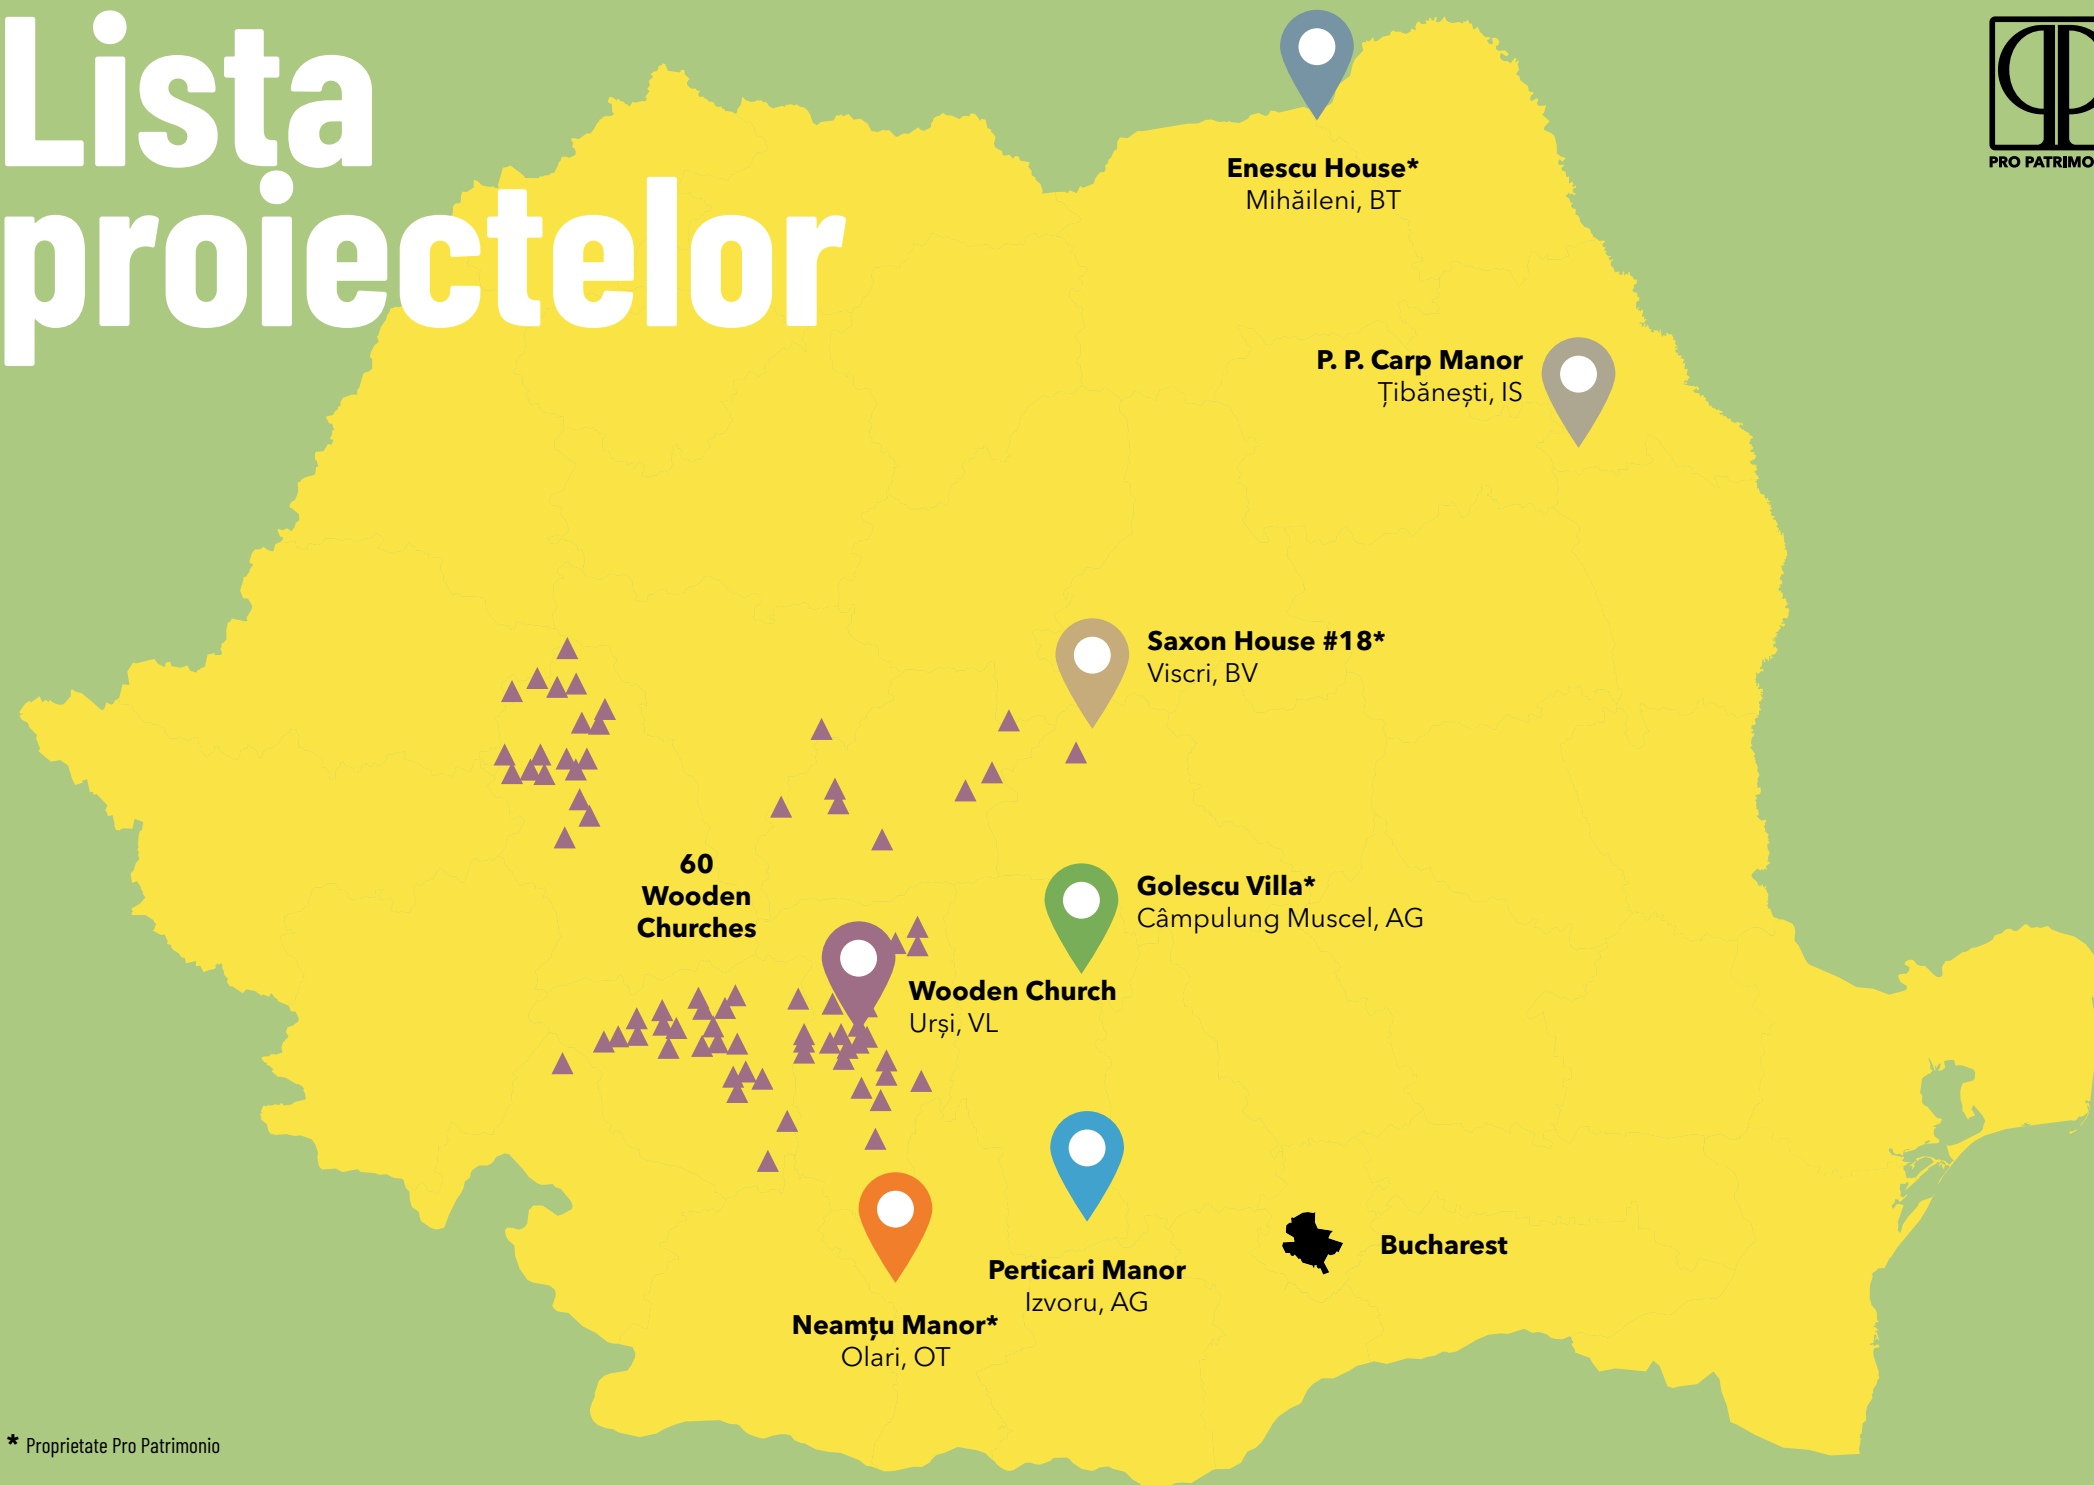 Lista
proiectelor
PRO PATRIMO
Enescu House*
Mihăileni, BT
P. P. Carp Manor
Țibănești, IS
Saxon House #18*
Viscri, BV
60
Wooden
Churches
Golescu Villa*
Câmpulung Muscel, AG
Wooden Church
Urși, VL
Bucharest
Perticari Manor
Izvoru, AG
Neamțu Manor*
Olari, OT
* Proprietate Pro Patrimonio